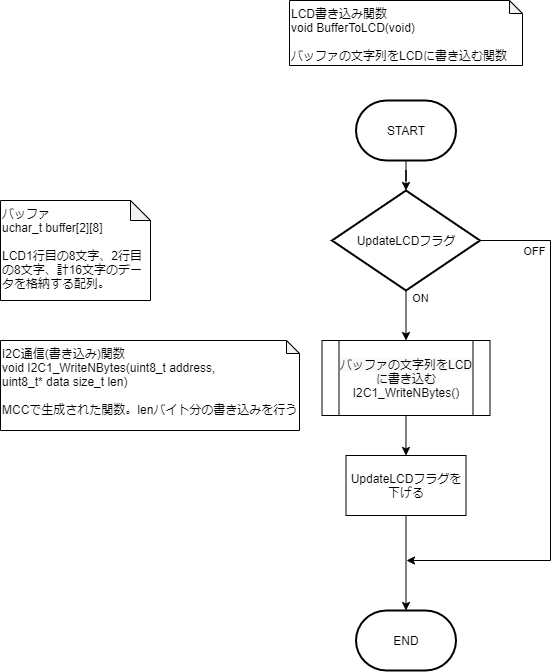 LCD書き込み関数
void BufferToLCD(void)
バッファの文字列をLCDに書き込む関数
START
UpdateLCDフラグ
OFF
ON
バッファ
uchar_t buffer[2][8]
LCD1行目の8文字、2行目
の8文字、計16文字のデー
タを格納する配列。
I2C通信(書き込み)関数
void I2C1_WriteNBytes(uint8_t address,
uint8_t* data size_t len)
MCCで生成された関数。lenバイト分の書き込みを行う
バッファの文字列をLCD
に書き込む
I2C1_WriteNBytes()
UpdateLCDフラグを
下げる
END